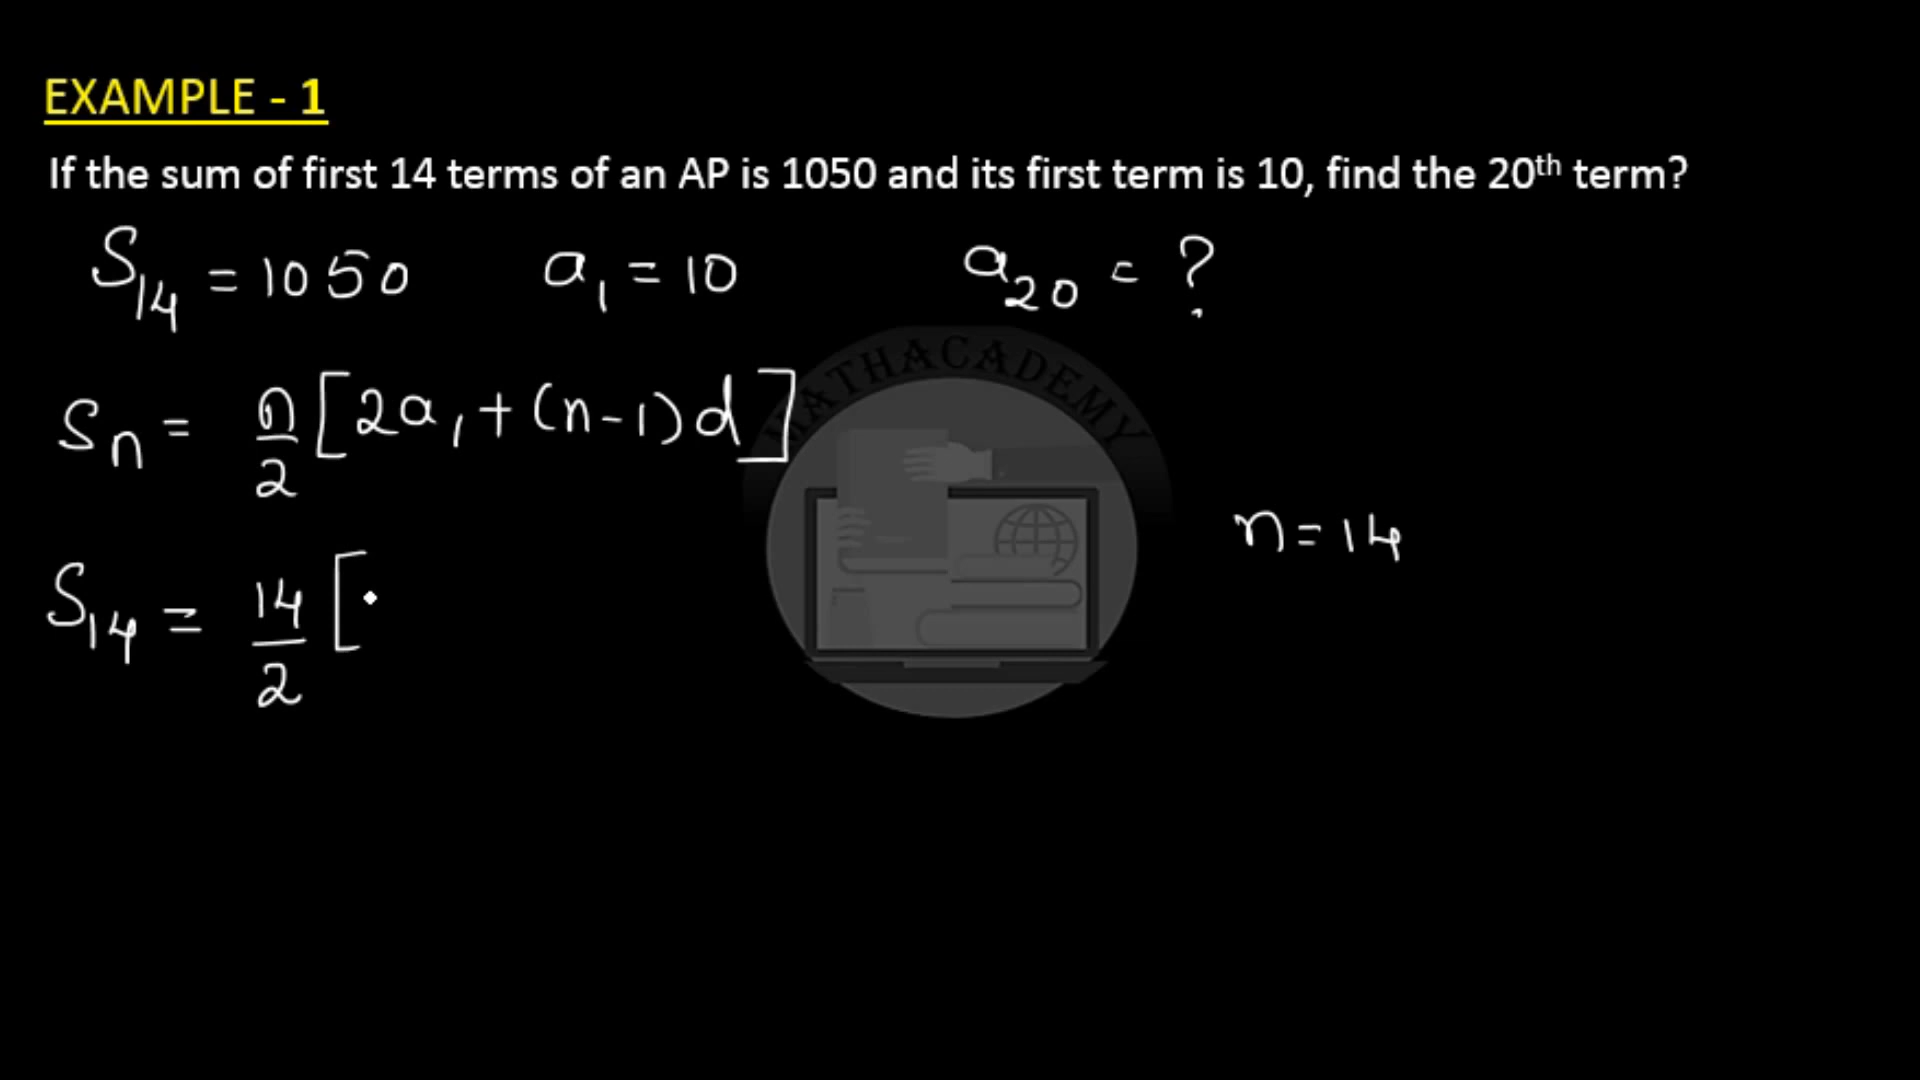 EXAMPLE - 1
If the sum of first 14 terms of an AP is 1050 and its first term is 10, find the 20th term?
S₁₄ = 1050 a₁ = 10 a₂₀ = ?
MATHACADEMY
Sn = n/2 [2a₁ + (n-1)d]
n = 14
S₁₄ = 14/2 [